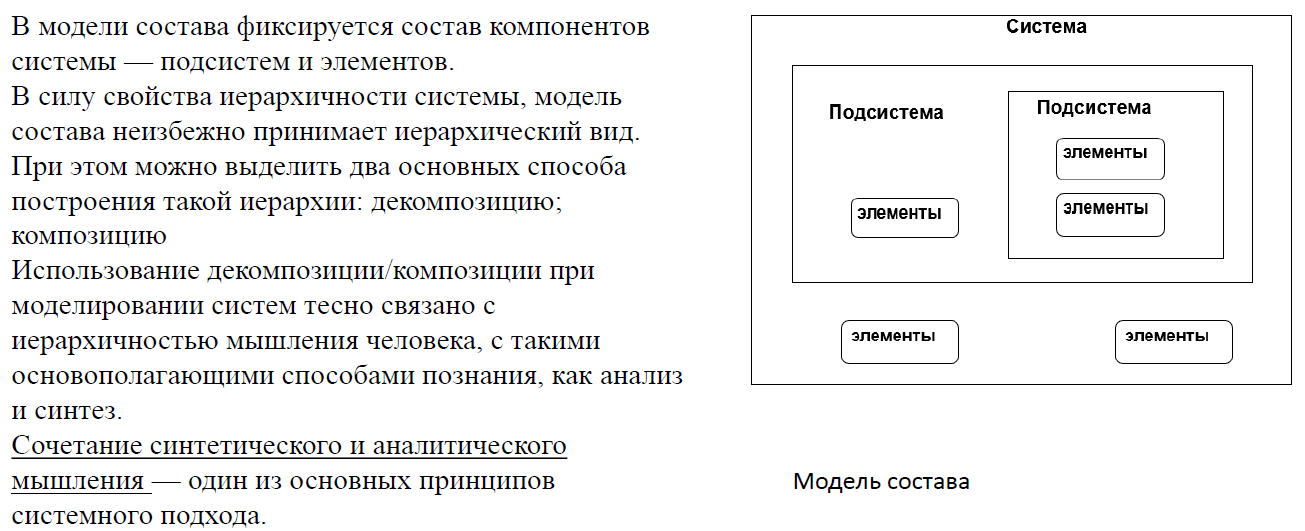 В модели состава фиксируется состав компонентов
системы — подсистем и элементов.
В силу свойства иерархичности системы, модель
состава неизбежно принимает иерархический вид.
При этом можно выделить два основных способа
построения такой иерархии: декомпозицию;
композицию
Использование декомпозиции/композиции при
моделировании систем тесно связано с
иерархичностью мышления человека, с такими
основополагающими способами познания, как анализ
и синтез.
Сочетание синтетического и аналитического
мышления — один из основных принципов
системного подхода.
Система
Подсистема
Подсистема
элементы
элементы
элементы
элементы
элементы
Модель состава